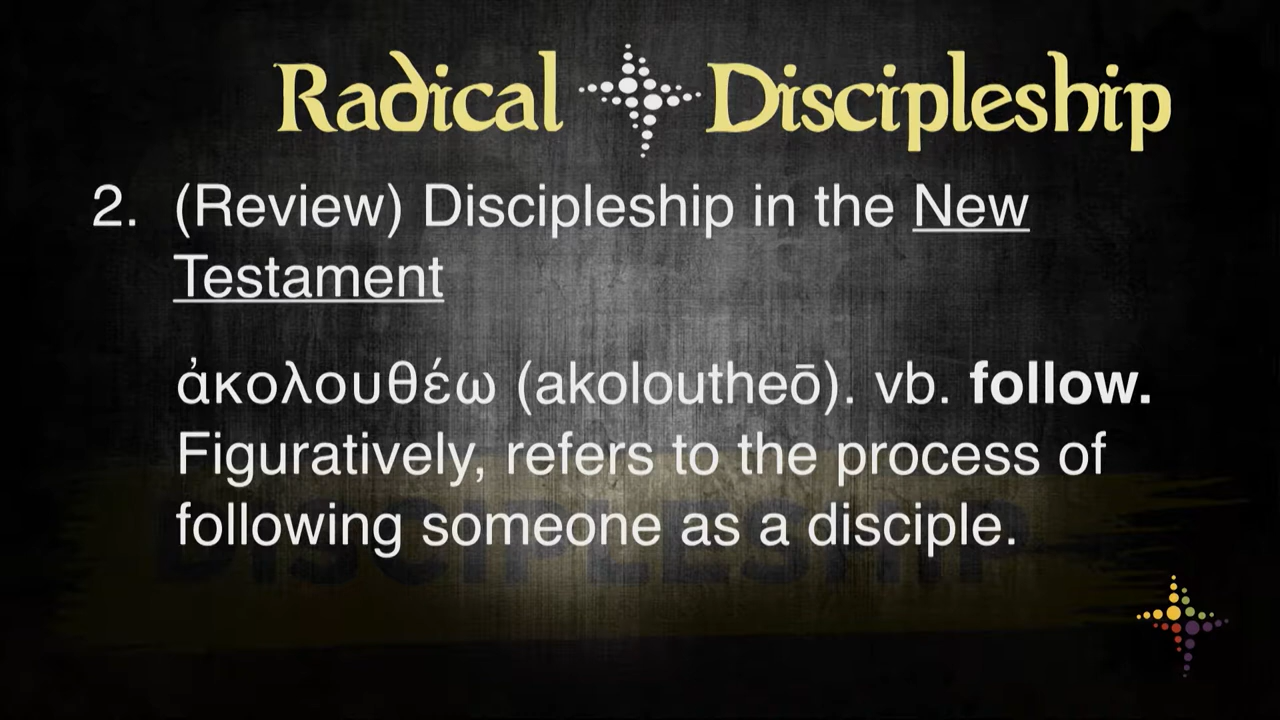 Radical Discipleship
2. (Review) Discipleship in the New
Testament
ἀκολουθέω (akoloutheō). vb. follow.
Figuratively, refers to the process of
following someone as a disciple.
DISCIPLESHIP